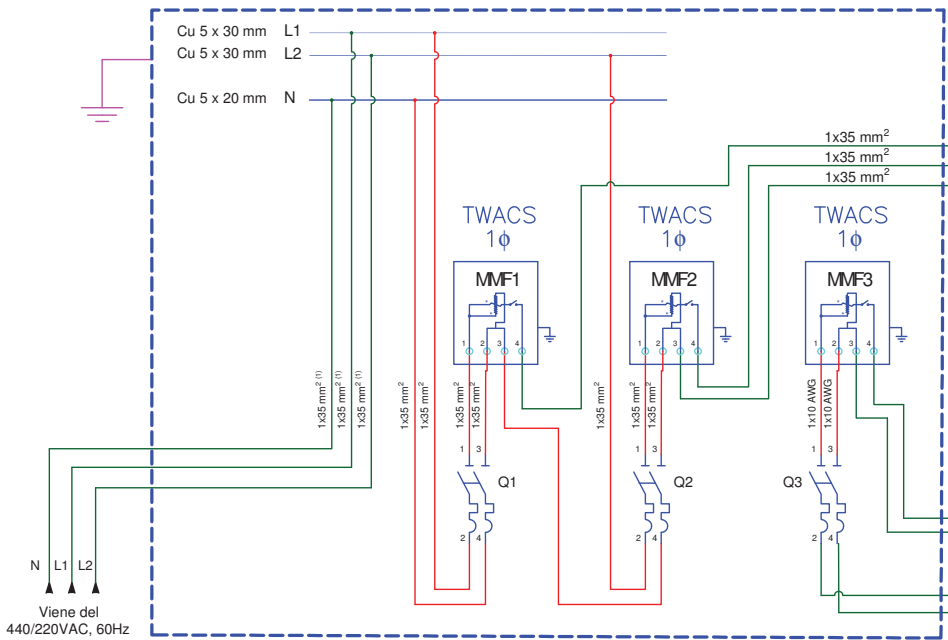 Cu 5 x 30 mm L1
Cu 5 x 30 mm L2
Cu 5 x 20 mm N
1x35 mm²
1x35 mm²
1x35 mm²
TWACS
1ϕ
TWACS
1ϕ
TWACS
1ϕ
MMF1
1 2 3 4
MMF2
1 2 3 4
MMF3
1 2 3 4
1x35 mm² (1)
1x35 mm² (1)
1x35 mm² (1)
1x35 mm²
1x35 mm²
1x35 mm²
1x35 mm²
1x35 mm²
1x35 mm²
1x35 mm²
1x10 AWG
1x10 AWG
1 3
Q1
2 4
1 3
Q2
2 4
1 3
Q3
2 4
N L1 L2
Viene del
440/220VAC, 60Hz